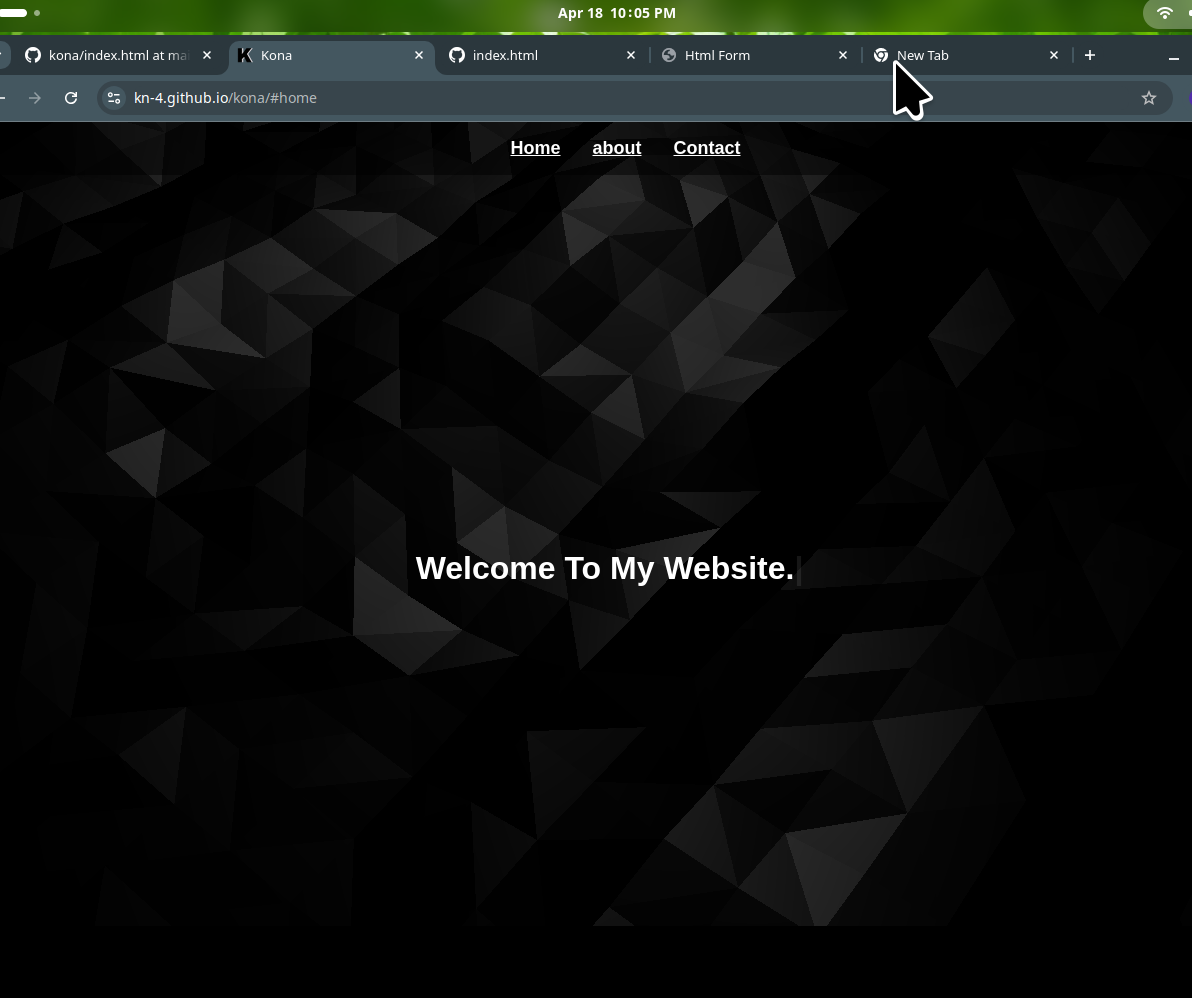 Apr 18 10:05 PM
kona/index.html at ma
Kona
index.html
Html Form
New Tab
kn-4.github.io/kona/#home
Home about Contact
Welcome To My Website.